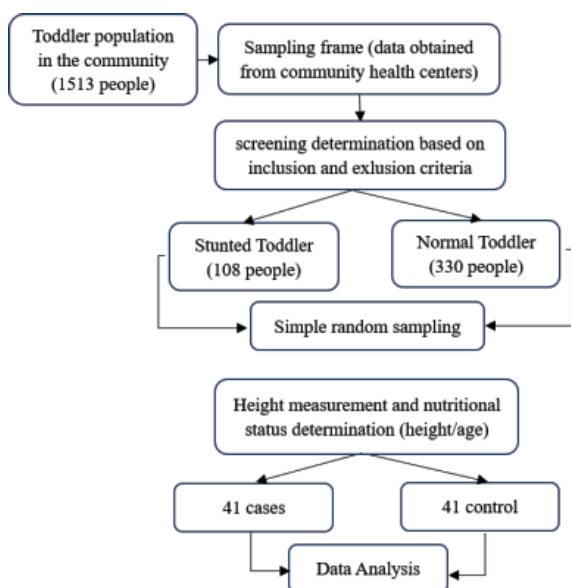 Toddler population
in the community
(1513 people)
Sampling frame (data obtained
from community health centers)
screening determination based on
inclusion and exlusion criteria
Stunted Toddler
(108 people)
Normal Toddler
(330 people)
Simple random sampling
Height measurement and nutritional
status determination (height/age)
41 cases
41 control
Data Analysis